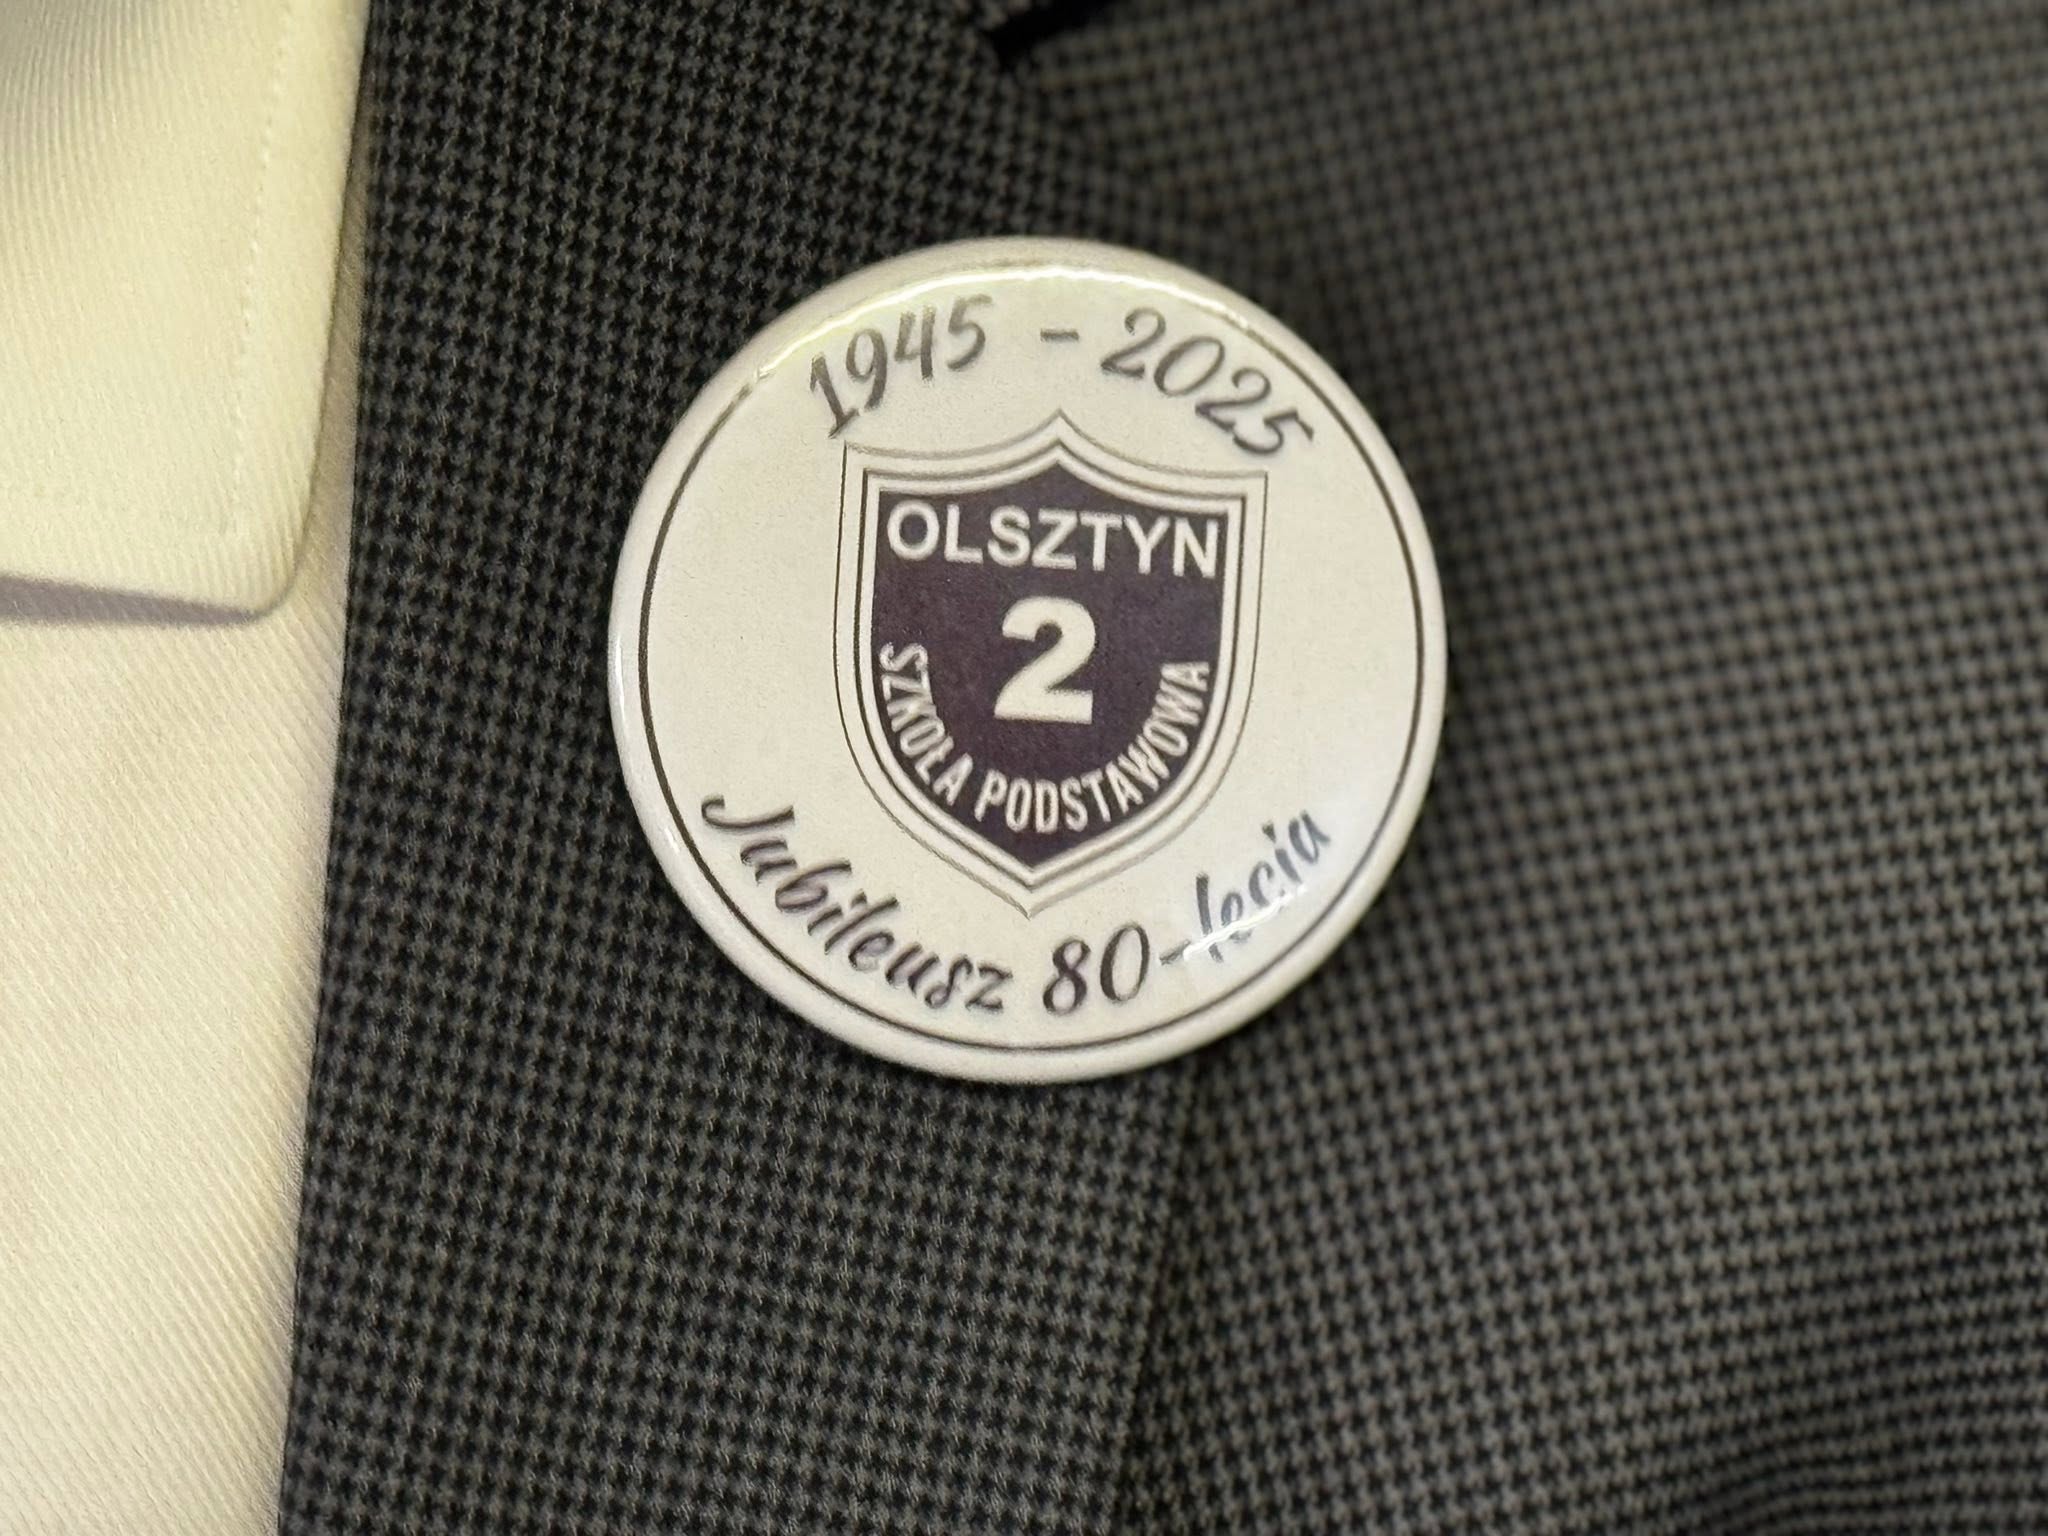 1945 - 2025
OLSZTYN
2
SZKOŁA PODSTAWOWA
Jubileusz 80-lecia